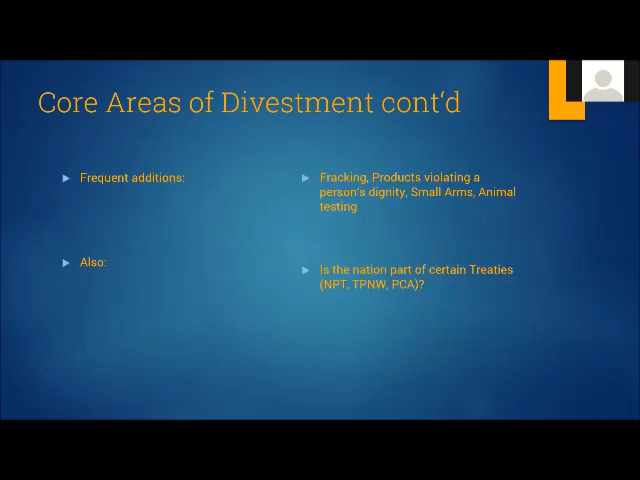 Core Areas of Divestment cont‘d
Frequent additions:
Fracking, Products violating a
person's dignity, Small Arms, Animal
testing
Also:
Is the nation part of certain Treaties
(NPT, TPNW, PCA)?